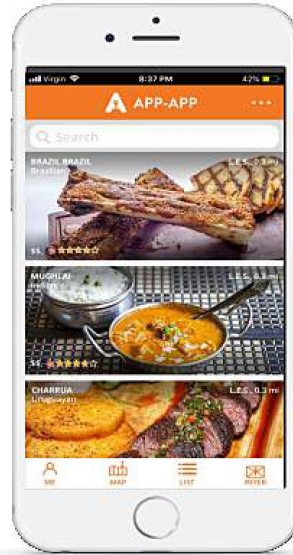 Virgin 8:37 PM 42%
APP-APP
Search
BRAZIL BRAZIL L.E.S., 0.3 mi
Brazilian
$$,
MUGHLAI L.E.S., 0.3 mi
Indian
$$,
CHARRUA L.E.S., 0.3 mi
Uruguayan
ME MAP LIST REFER